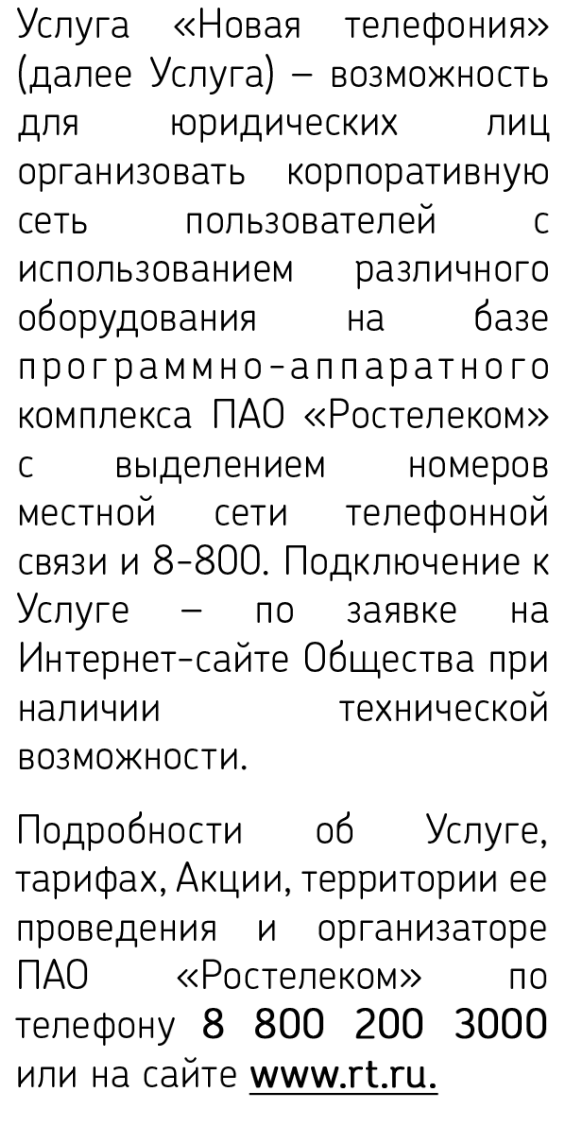 Услуга «Новая телефония»
(далее Услуга) – возможность
для юридических лиц
организовать корпоративную
сеть пользователей с
использованием различного
оборудования на базе
программно-аппаратного
комплекса ПАО «Ростелеком»
с выделением номеров
местной сети телефонной
связи и 8-800. Подключение к
Услуге – по заявке на
Интернет-сайте Общества при
наличии технической
возможности.
Подробности об Услуге,
тарифах, Акции, территории ее
проведения и организаторе
ПАО «Ростелеком» по
телефону 8 800 200 3000
или на сайте www.rt.ru.